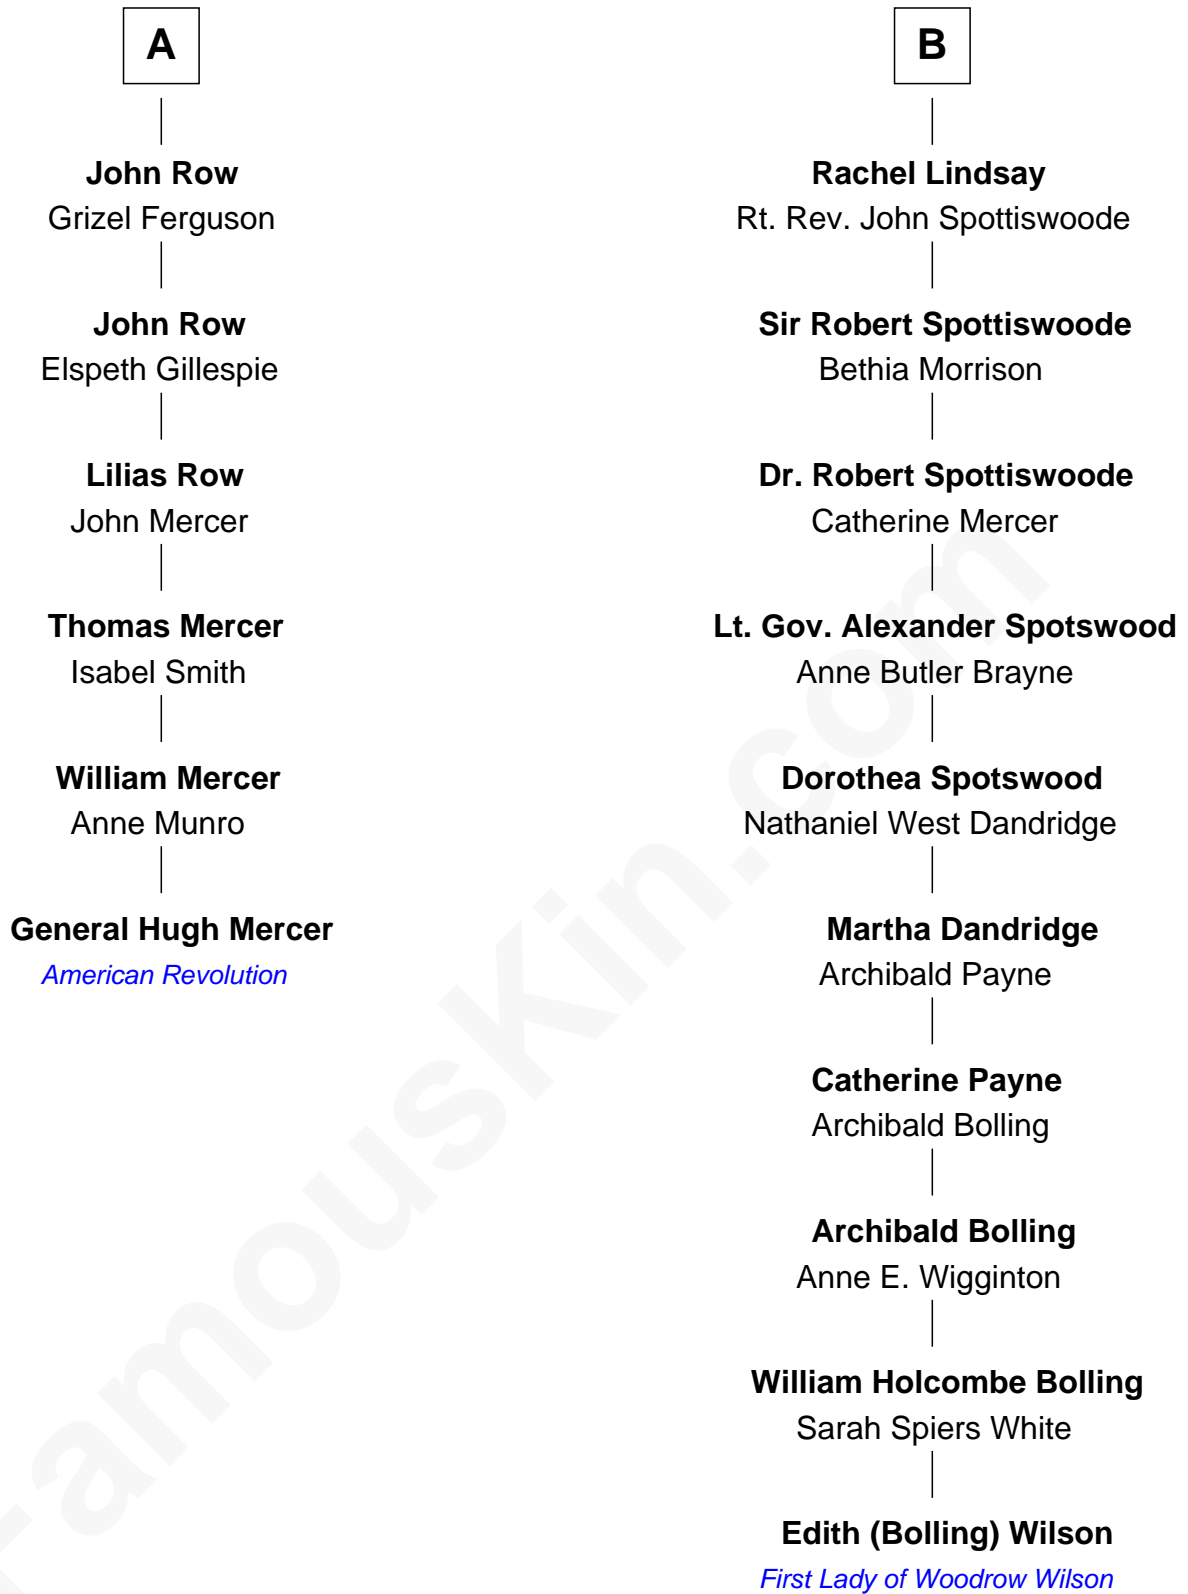 A
John Row
Grizel Ferguson
John Row
Elspeth Gillespie
Lilias Row
John Mercer
Thomas Mercer
Isabel Smith
William Mercer
Anne Munro
General Hugh Mercer
American Revolution
B
Rachel Lindsay
Rt. Rev. John Spottiswoode
Sir Robert Spottiswoode
Bethia Morrison
Dr. Robert Spottiswoode
Catherine Mercer
Lt. Gov. Alexander Spotswood
Anne Butler Brayne
Dorothea Spotswood
Nathaniel West Dandridge
Martha Dandridge
Archibald Payne
Catherine Payne
Archibald Bolling
Archibald Bolling
Anne E. Wigginton
William Holcombe Bolling
Sarah Spiers White
Edith (Bolling) Wilson
First Lady of Woodrow Wilson
FamousKin.com